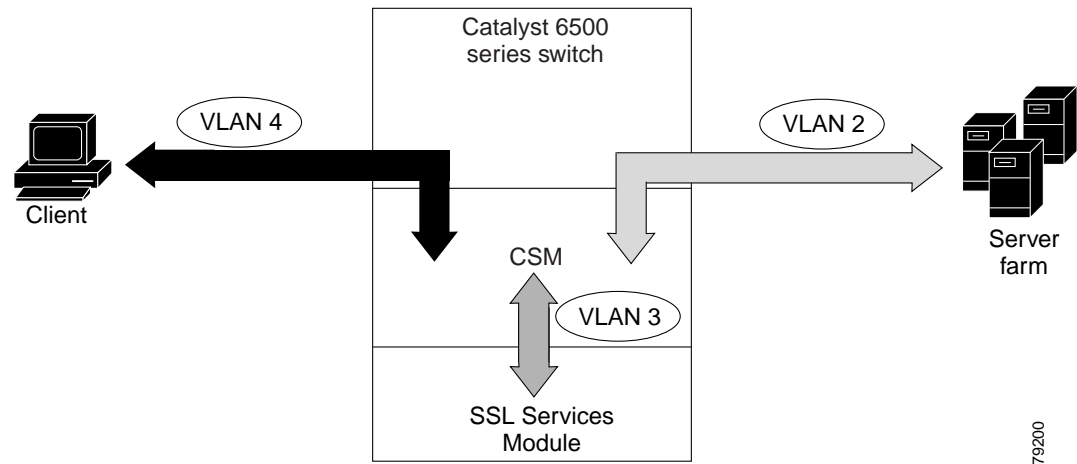 Catalyst 6500
series switch
VLAN 4
VLAN 2
Client
Server
farm
CSM
VLAN 3
SSL Services
Module
79200